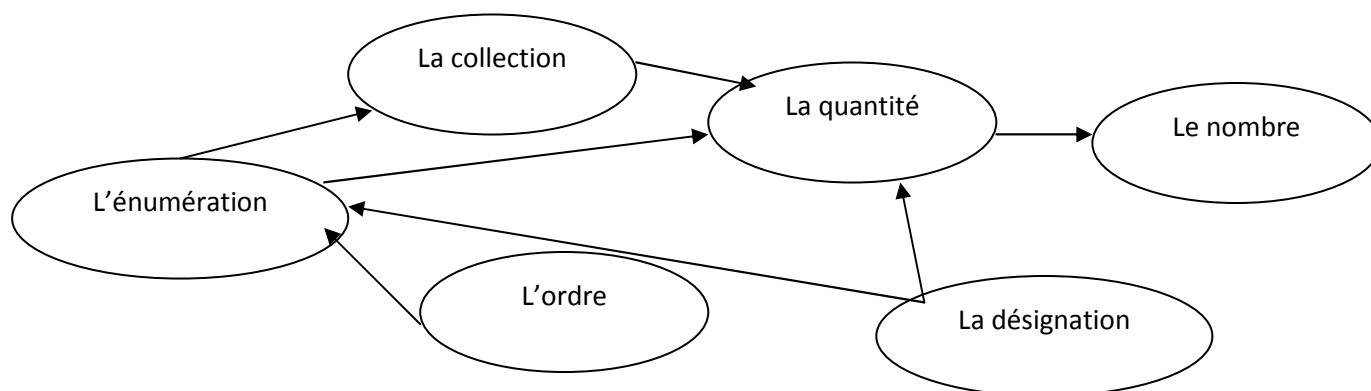 La collection
La quantité
Le nombre
L’énumération
L’ordre
La désignation